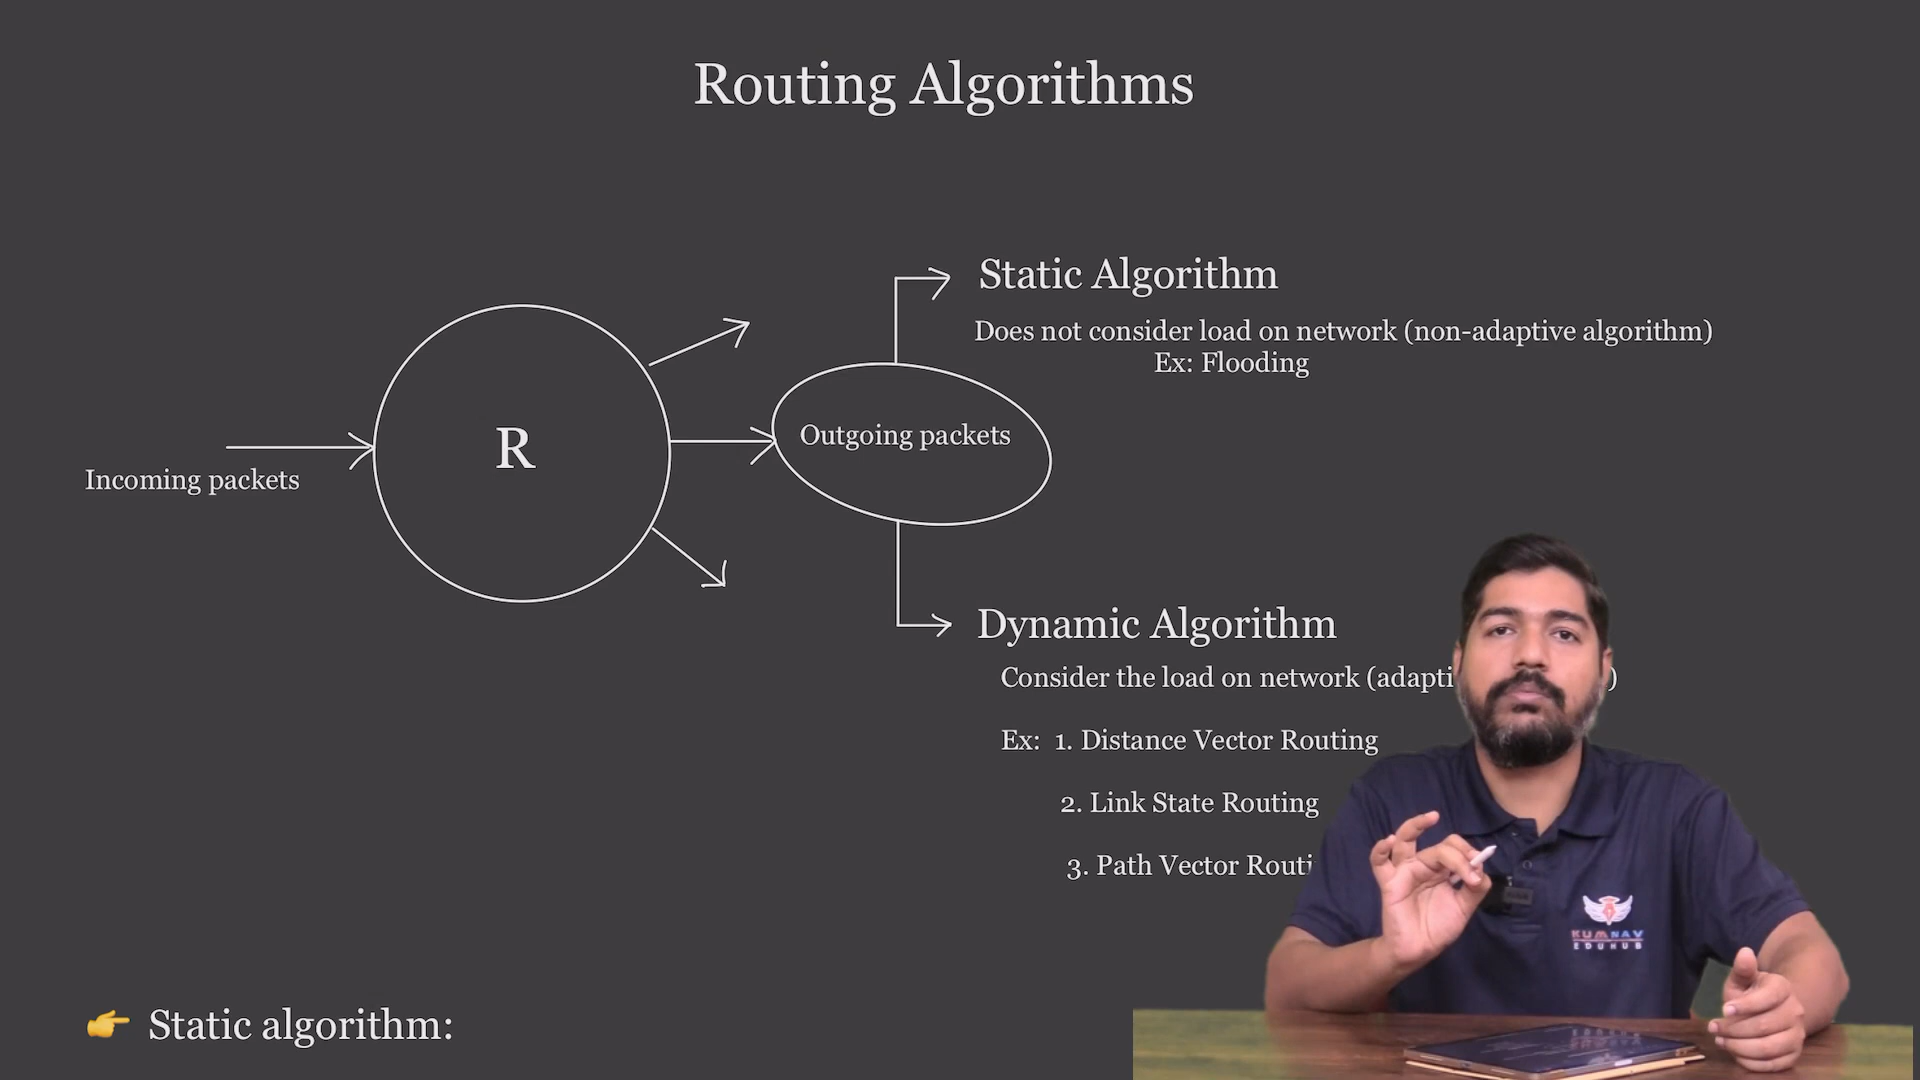 Routing Algorithms
Static Algorithm
Does not consider load on network (non-adaptive algorithm)
Ex: Flooding
R
Outgoing packets
Incoming packets
Dynamic Algorithm
Consider the load on network (adapti )
Ex: 1. Distance Vector Routing
2. Link State Routing
3. Path Vector Routi
KUMNAV
EDUHUB
👉 Static algorithm: